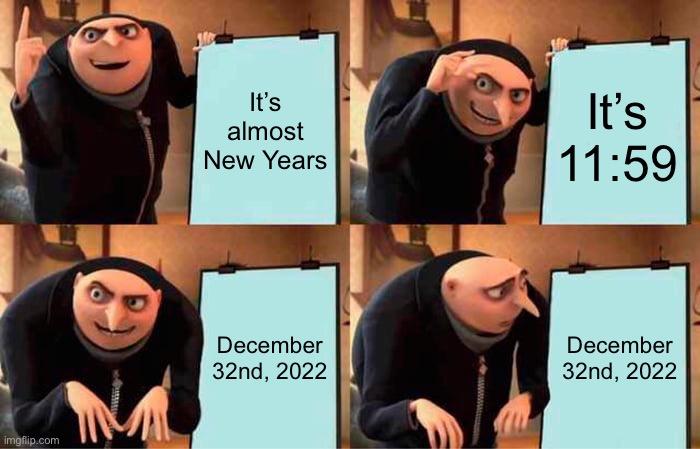 It’s
almost
New Years
It’s
11:59
December
32nd, 2022
December
32nd, 2022
imgflip.com